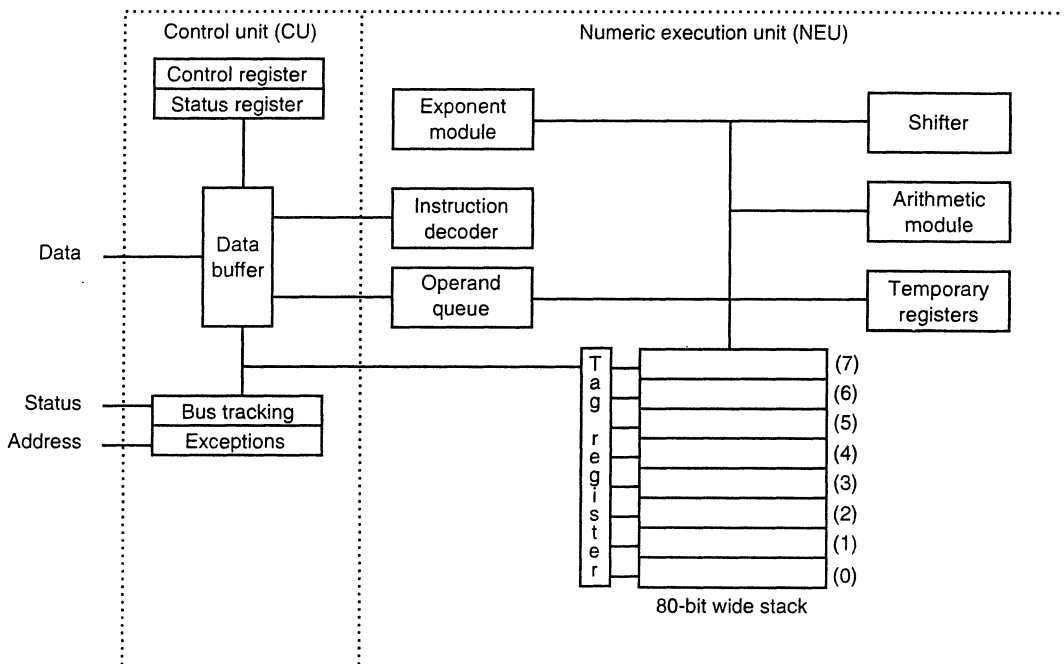 Control unit (CU)
Numeric execution unit (NEU)
Control register
Status register
Exponent
module
Shifter
Data
buffer
Instruction
decoder
Arithmetic
module
Data
Operand
queue
Temporary
registers
Tag register
(7)
(6)
(5)
(4)
(3)
(2)
(1)
(0)
Status
Address
Bus tracking
Exceptions
80-bit wide stack